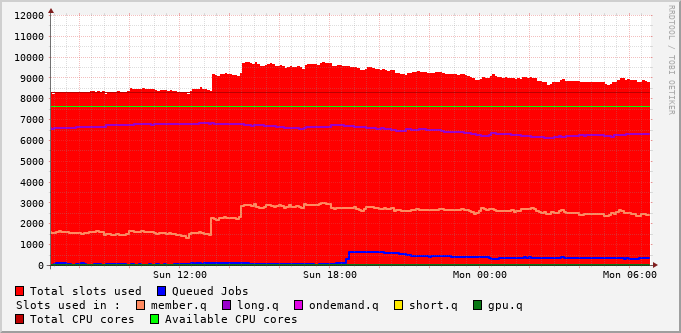 12000
11000
10000
9000
8000
7000
6000
5000
4000
3000
2000
1000
0
Sun 12:00 Sun 18:00 Mon 00:00 Mon 06:00
RRDTOOL / TOBI OETIKER
Total slots used Queued Jobs
Slots used in : member.q long.q ondemand.q short.q gpu.q
Total CPU cores Available CPU cores